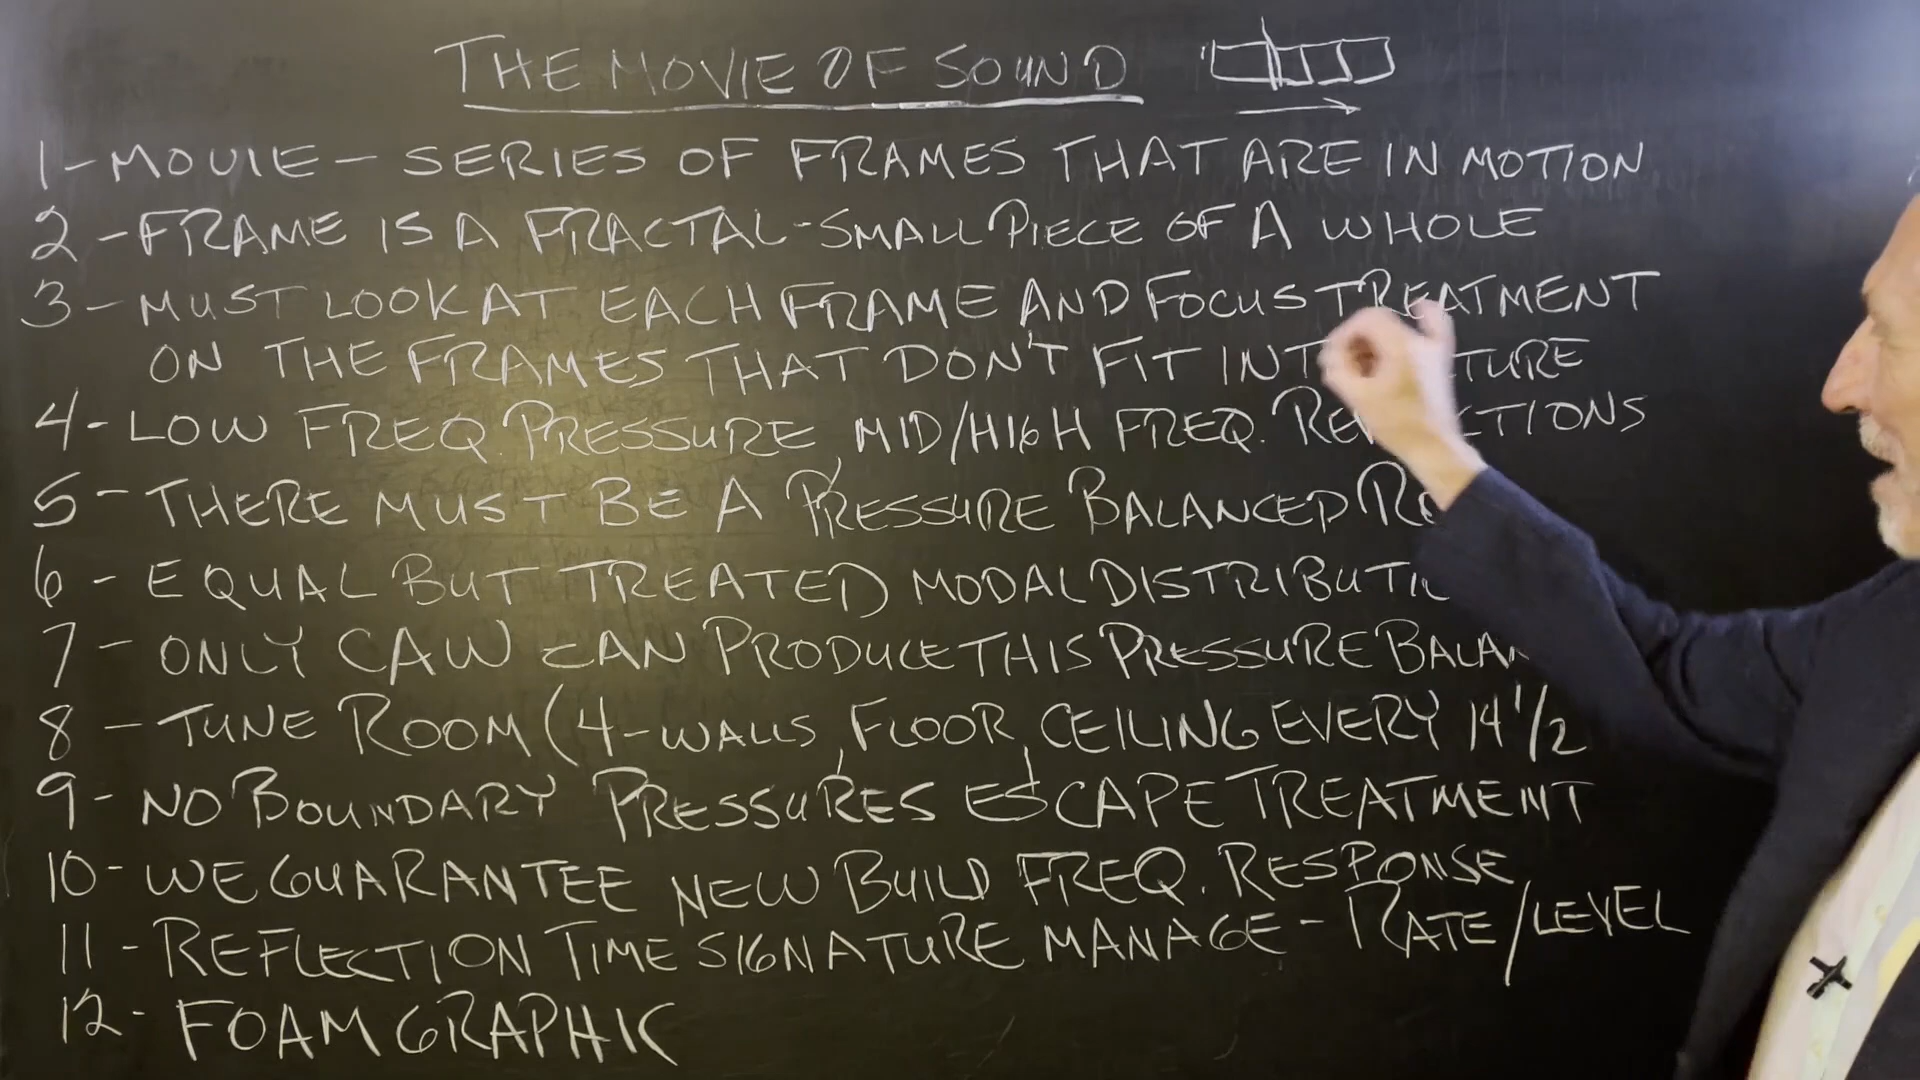 THE MOVIE OF SOUND
1- MOVIE - SERIES OF FRAMES THAT ARE IN MOTION
2 - FRAME IS A FRACTAL - SMALL PIECE OF A WHOLE
3 - MUST LOOK AT EACH FRAME AND FOCUS TREATMENT
ON THE FRAMES THAT DON'T FIT
4 - LOW FREQ. PRESSURE, MID/HIGH FREQ.
5 - THERE MUST BE A PRESSURE BALANCED
6 - EQUAL BUT TREATED MODAL
7 - ONLY CAW CAN PRODUCE THIS PRESSURE
8 - TUNE ROOM (4-WALLS, FLOOR, CEILING EVERY 14 1/2
9 - NO BOUNDARY PRESSURES ESCAPE TREATMENT
10 - WE GUARANTEE NEW BUILD FREQ. RESPONSE
11 - REFLECTION TIME SIGNATURE MANAGE - RATE/LEVEL
12 - FOAM GRAPHIC